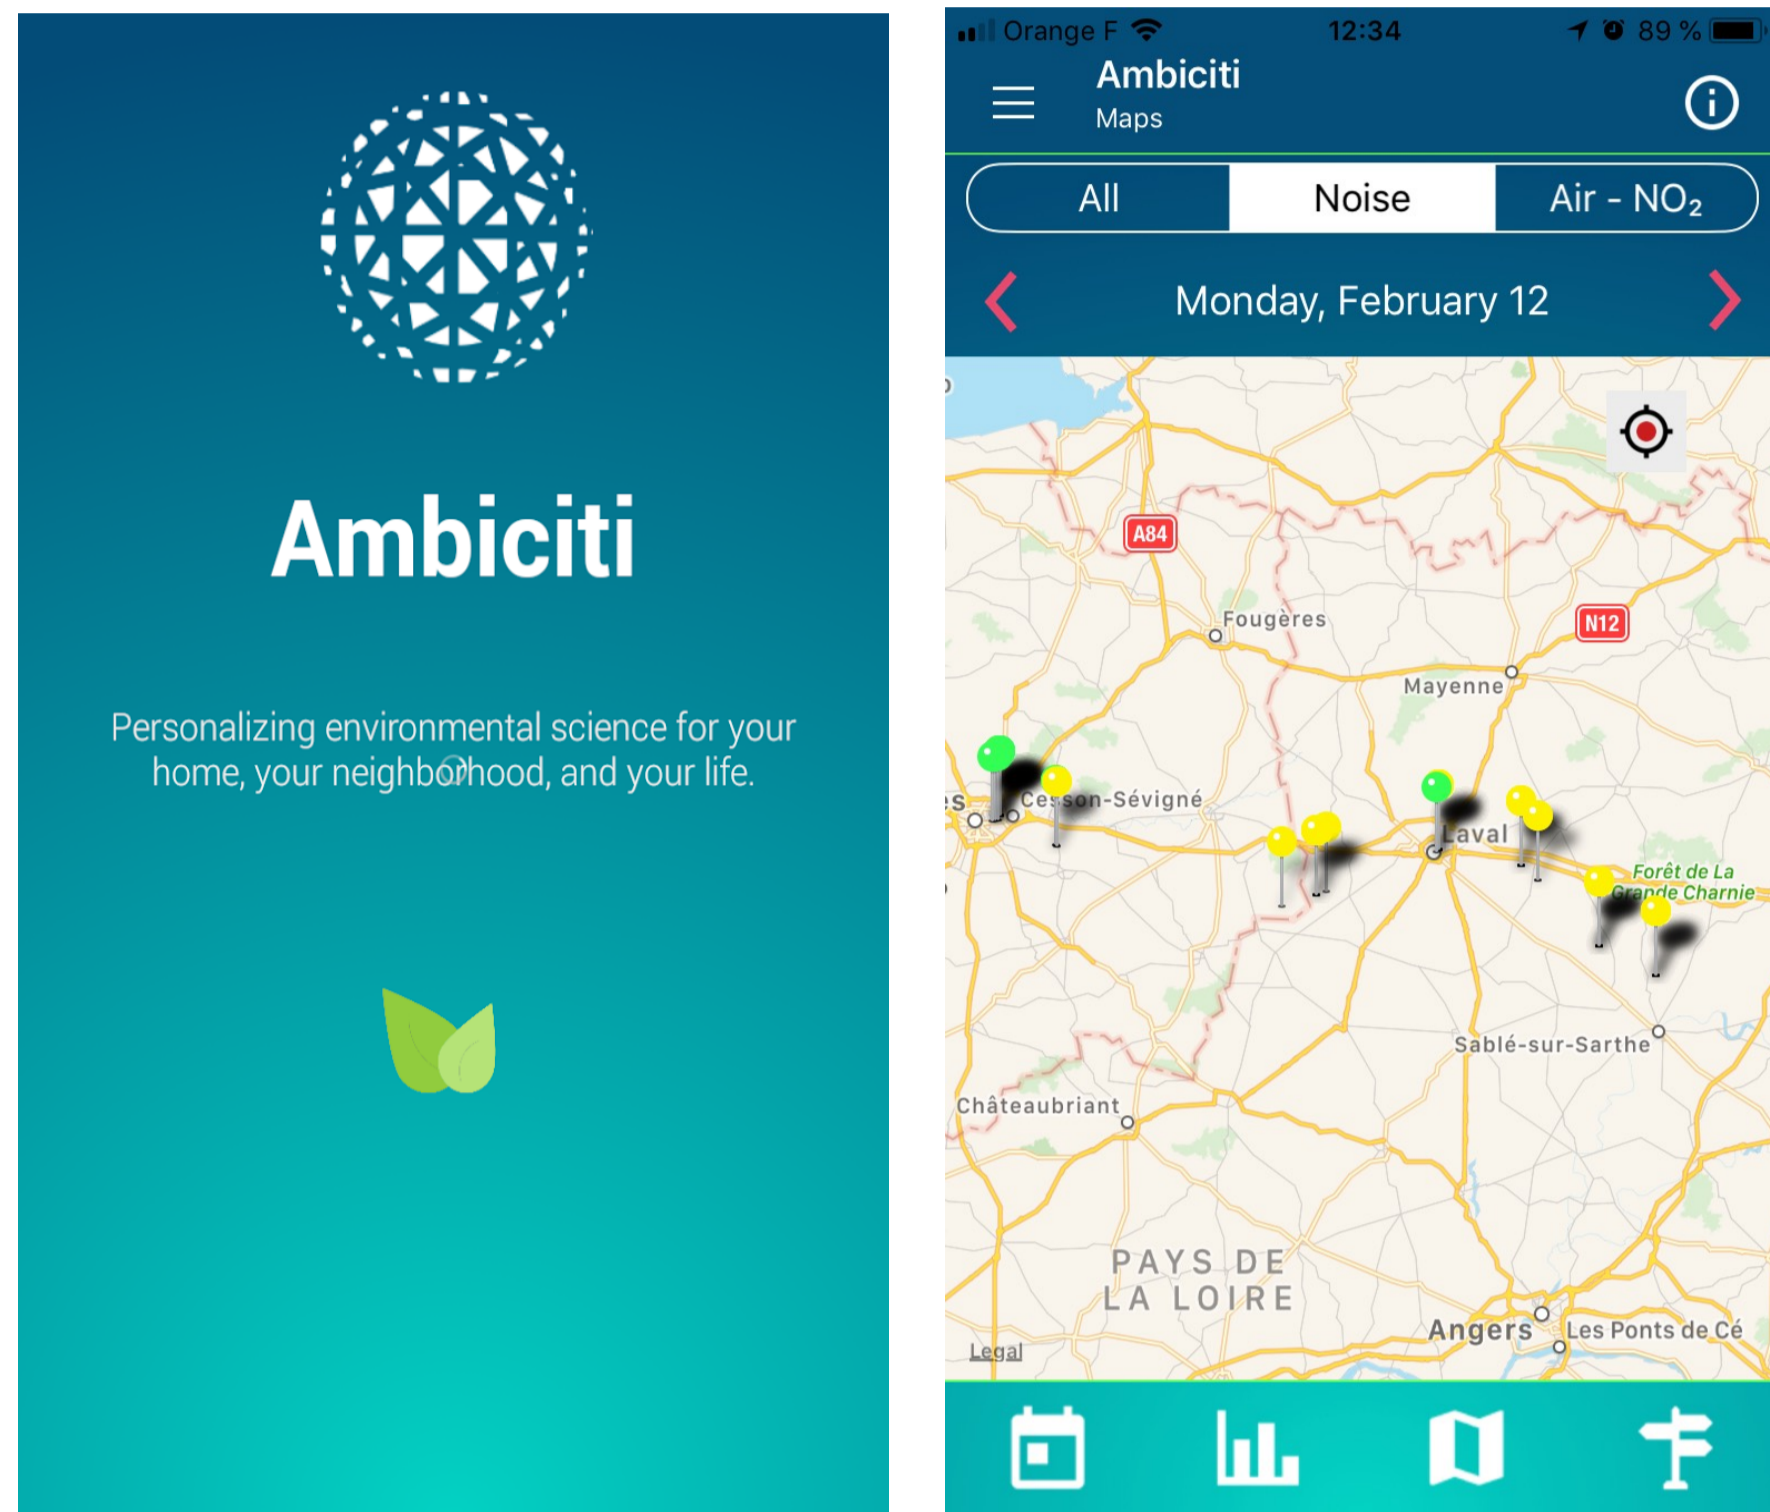 Ambiciti
Personalizing environmental science for your
home, your neighborhood, and your life.
Orange F 12:34 89 %
Ambiciti
Maps
All Noise Air - NO₂
Monday, February 12
A84
Fougères
N12
Mayenne
es
Cesson-Sévigné
Laval
Forêt de La
Grande Charnie
Sablé-sur-Sarthe
Châteaubriant
PAYS DE
LA LOIRE
Angers
Les Ponts de Cé
Legal